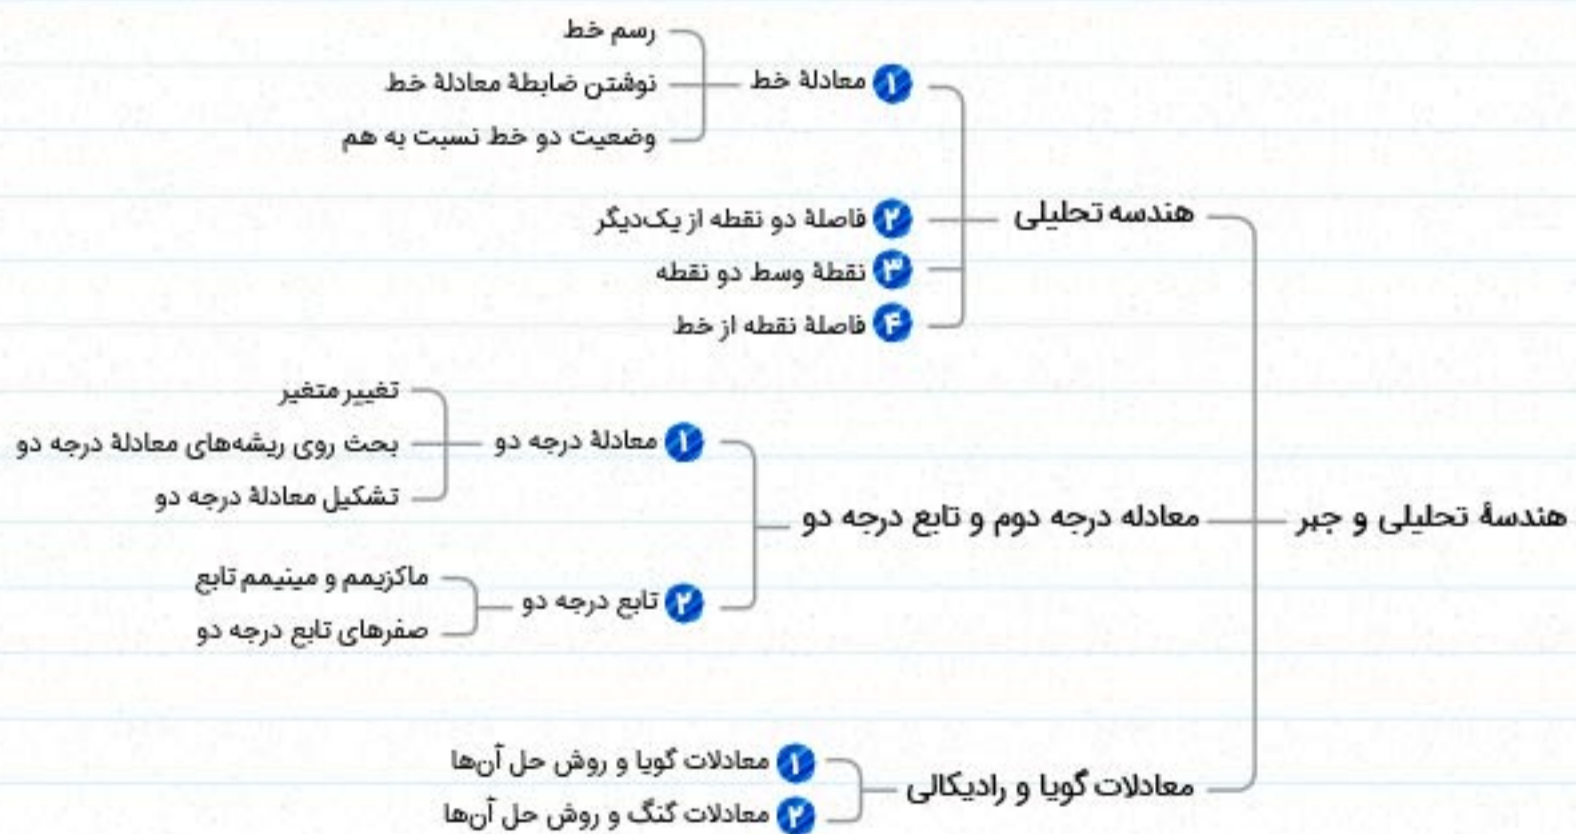 هندسهٔ تحلیلی و جبر
هندسه تحلیلی
۱ معادلهٔ خط
رسم خط
نوشتن ضابطهٔ معادلهٔ خط
وضعیت دو خط نسبت به هم
۲ فاصلهٔ دو نقطه از یک‌دیگر
۳ نقطهٔ وسط دو نقطه
۴ فاصلهٔ نقطه از خط
معادله درجه دوم و تابع درجه دو
۱ معادلهٔ درجه دو
تغییر متغیر
بحث روی ریشه‌های معادلهٔ درجه دو
تشکیل معادلهٔ درجه دو
۲ تابع درجه دو
ماکزیمم و مینیمم تابع
صفرهای تابع درجه دو
معادلات گویا و رادیکالی
۱ معادلات گویا و روش حل آن‌ها
۲ معادلات گنگ و روش حل آن‌ها